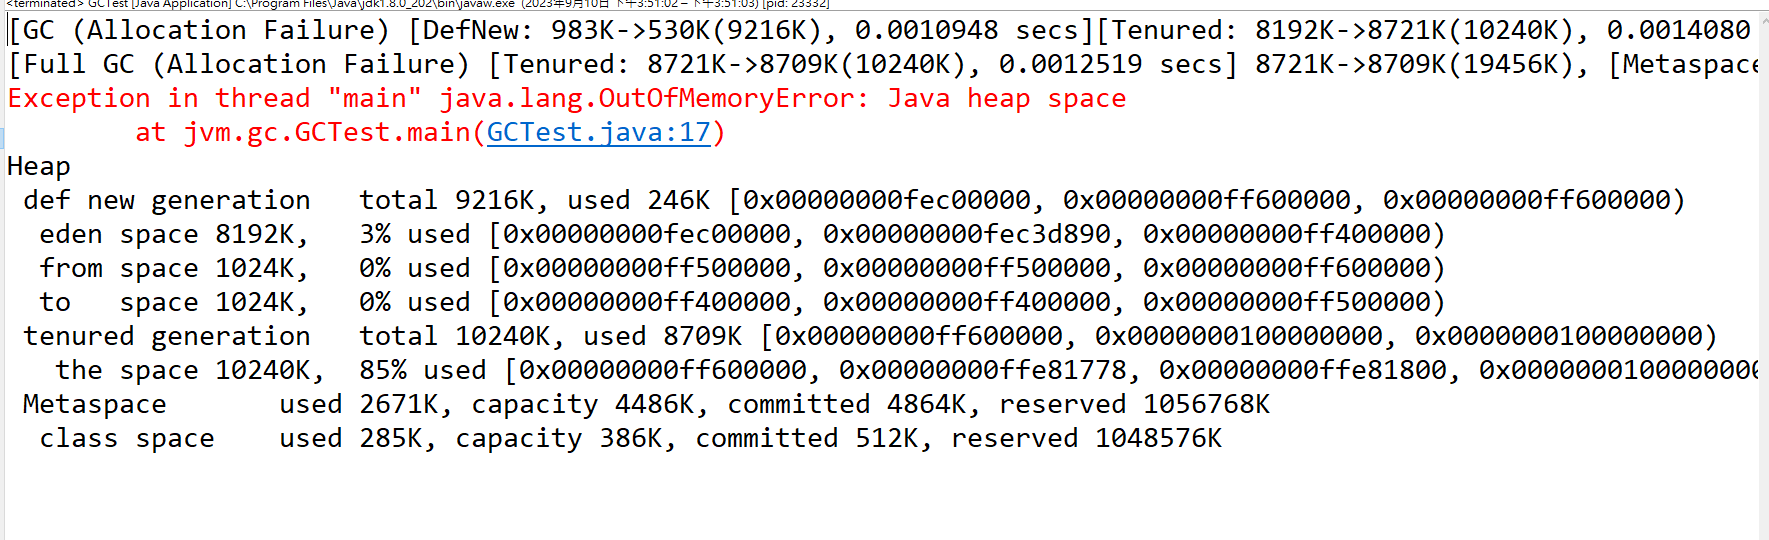 <terminated> GCTest [Java Application] C:\Program Files\Java\jdk1.8.0_202\bin\javaw.exe (2023年9月10日 下午3:51:02 – 下午3:51:03) [pid: 23332]
[GC (Allocation Failure) [DefNew: 983K->530K(9216K), 0.0010948 secs][Tenured: 8192K->8721K(10240K), 0.0014080
[Full GC (Allocation Failure) [Tenured: 8721K->8709K(10240K), 0.0012519 secs] 8721K->8709K(19456K), [Metaspace
Exception in thread "main" java.lang.OutOfMemoryError: Java heap space
	at jvm.gc.GCTest.main(GCTest.java:17)
Heap
 def new generation   total 9216K, used 246K [0x00000000fec00000, 0x00000000ff600000, 0x00000000ff600000)
  eden space 8192K,   3% used [0x00000000fec00000, 0x00000000fec3d890, 0x00000000ff400000)
  from space 1024K,   0% used [0x00000000ff500000, 0x00000000ff500000, 0x00000000ff600000)
  to   space 1024K,   0% used [0x00000000ff400000, 0x00000000ff400000, 0x00000000ff500000)
 tenured generation   total 10240K, used 8709K [0x00000000ff600000, 0x0000000100000000, 0x0000000100000000)
   the space 10240K,  85% used [0x00000000ff600000, 0x00000000ffe81778, 0x00000000ffe81800, 0x0000000100000000
 Metaspace       used 2671K, capacity 4486K, committed 4864K, reserved 1056768K
  class space    used 285K, capacity 386K, committed 512K, reserved 1048576K